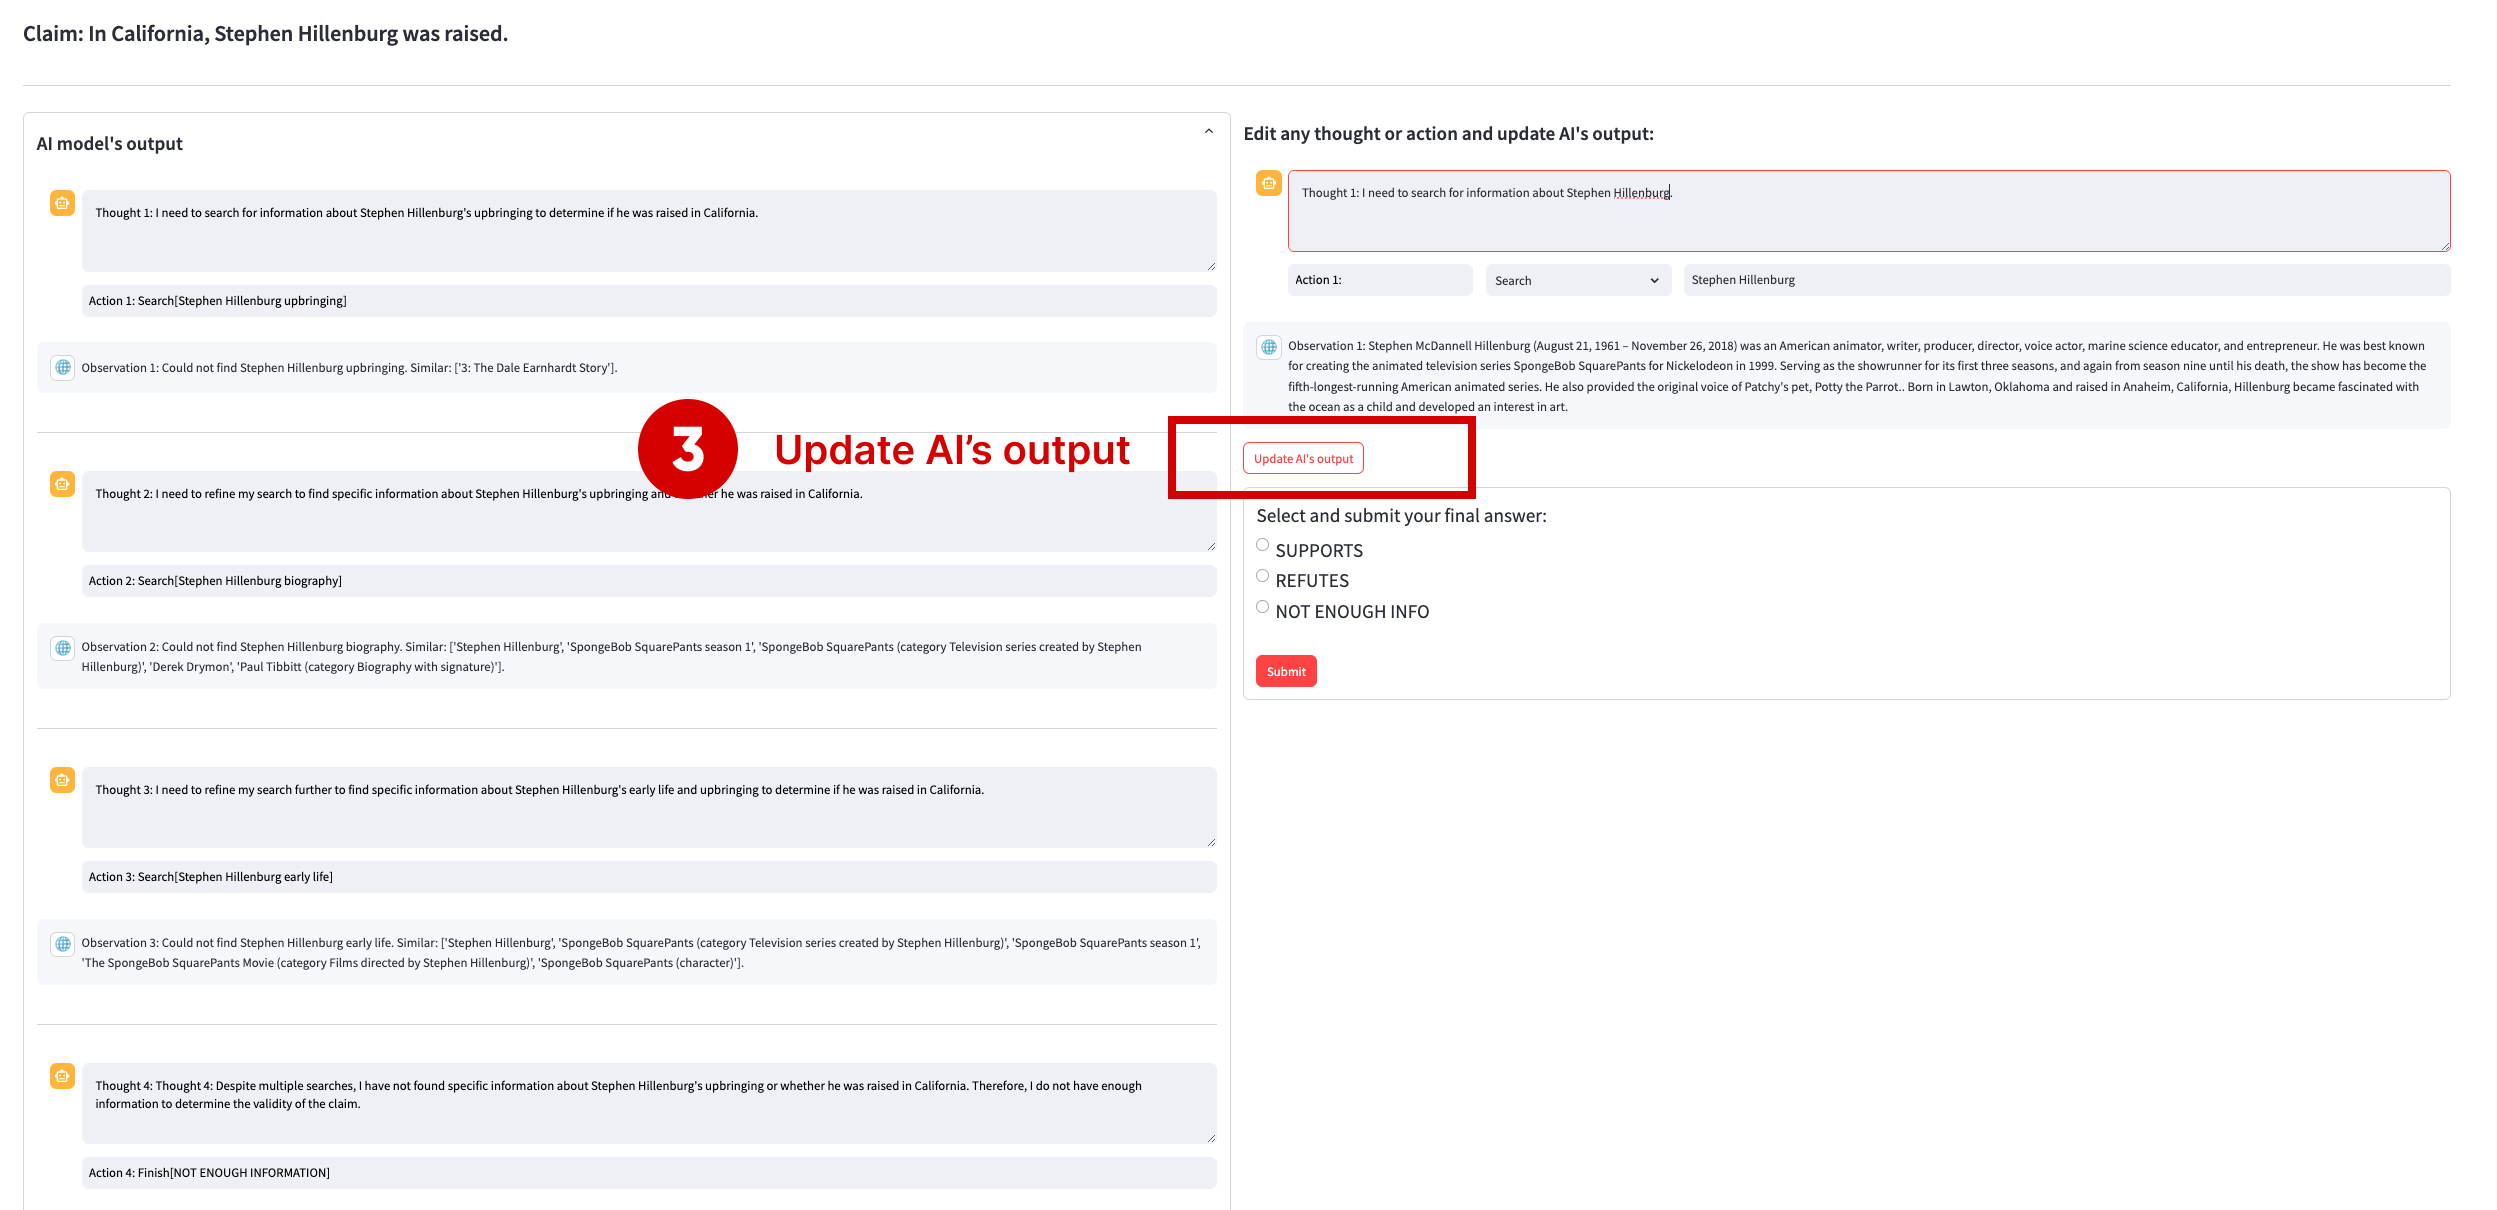 Claim: In California, Stephen Hillenburg was raised.
AI model's output
Thought 1: I need to search for information about Stephen Hillenburg's upbringing to determine if he was raised in California.
Action 1: Search[Stephen Hillenburg upbringing]
Observation 1: Could not find Stephen Hillenburg upbringing. Similar: ['3: The Dale Earnhardt Story'].
3 Update AI's output
Thought 2: I need to refine my search to find specific information about Stephen Hillenburg's upbringing and he was raised in California.
Action 2: Search[Stephen Hillenburg biography]
Observation 2: Could not find Stephen Hillenburg biography. Similar: ['Stephen Hillenburg', 'SpongeBob SquarePants season 1', 'SpongeBob SquarePants (category Television series created by Stephen
Hillenburg)', 'Derek Drymon', 'Paul Tibbitt (category Biography with signature)'].
Thought 3: I need to refine my search further to find specific information about Stephen Hillenburg's early life and upbringing to determine if he was raised in California.
Action 3: Search[Stephen Hillenburg early life]
Observation 3: Could not find Stephen Hillenburg early life. Similar: ['Stephen Hillenburg', 'SpongeBob SquarePants (category Television series created by Stephen Hillenburg)', 'SpongeBob SquarePants season 1',
'The SpongeBob SquarePants Movie (category Films directed by Stephen Hillenburg)', 'SpongeBob SquarePants (character)'].
Thought 4: Thought 4: Despite multiple searches, I have not found specific information about Stephen Hillenburg's upbringing or whether he was raised in California. Therefore, I do not have enough
information to determine the validity of the claim.
Action 4: Finish[NOT ENOUGH INFORMATION]
Edit any thought or action and update AI's output:
Thought 1: I need to search for information about Stephen Hillenburg.
Action 1: Search Stephen Hillenburg
Observation 1: Stephen McDannell Hillenburg (August 21, 1961 – November 26, 2018) was an American animator, writer, producer, director, voice actor, marine science educator, and entrepreneur. He was best known
for creating the animated television series SpongeBob SquarePants for Nickelodeon in 1999. Serving as the showrunner for its first three seasons, and again from season nine until his death, the show has become the
fifth-longest-running American animated series. He also provided the original voice of Patchy's pet, Potty the Parrot.. Born in Lawton, Oklahoma and raised in Anaheim, California, Hillenburg became fascinated with
the ocean as a child and developed an interest in art.
Update AI's output
Select and submit your final answer:
SUPPORTS
REFUTES
NOT ENOUGH INFO
Submit